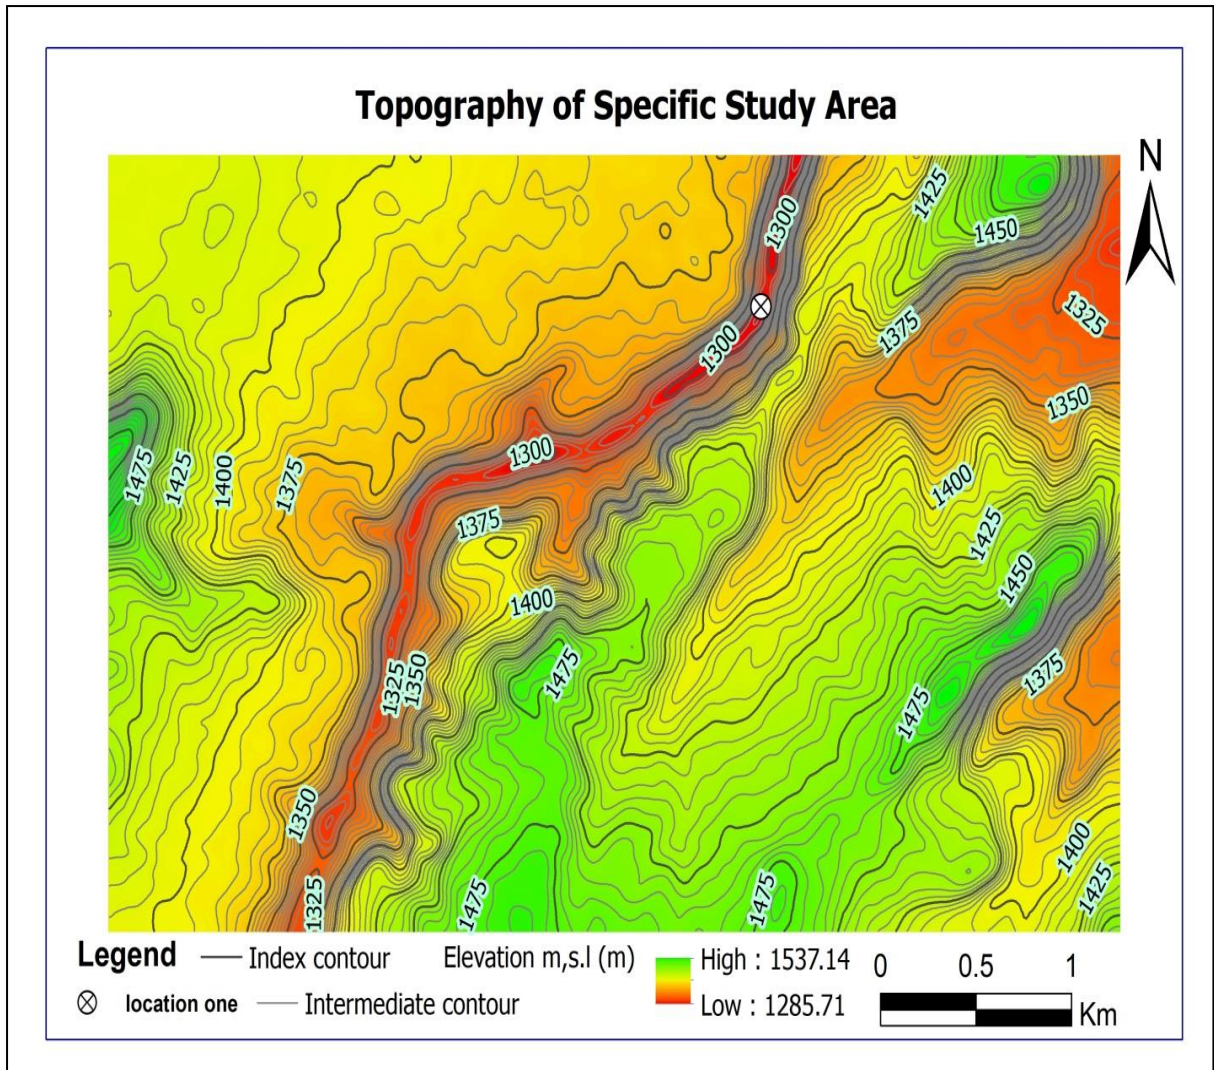 Topography of Specific Study Area
N
1425
1300
1450
1325
1375
1300
1350
1300
1475
1425
1400
1375
1400
1375
1425
1450
1400
1475
1375
1325
1350
1475
1350
1400
1325
1475
1475
1425
Legend
Index contour
Elevation m,s.l (m)
High : 1537.14
0 0.5 1
location one
Intermediate contour
Low : 1285.71
Km